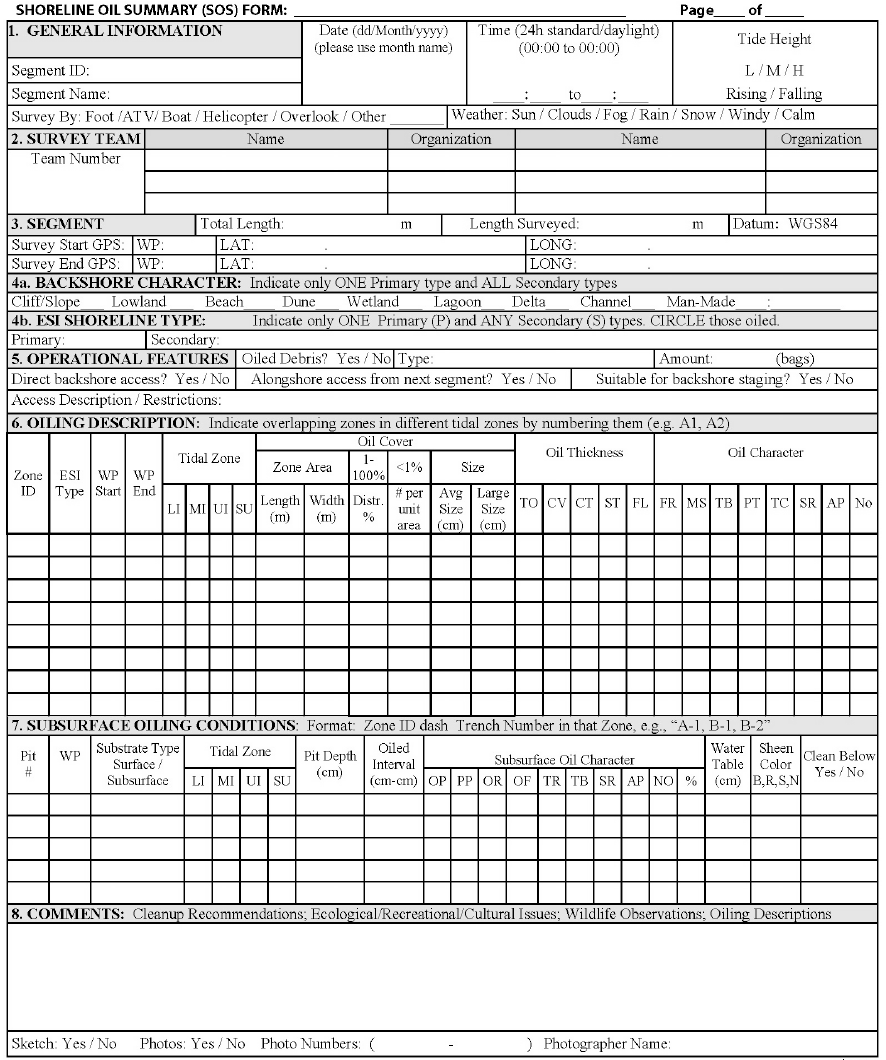 SHORELINE OIL SUMMARY (SOS) FORM: ____ Page____ of ____
1. GENERAL INFORMATION
Date (dd/Month/yyyy)
(please use month name)
Time (24h standard/daylight)
(00:00 to 00:00)
Tide Height
Segment ID:
L / M / H
Segment Name:
____:____ to ____:____
Rising / Falling
Survey By: Foot /ATV/ Boat / Helicopter / Overlook / Other ______
Weather: Sun / Clouds / Fog / Rain / Snow / Windy / Calm
2. SURVEY TEAM Name Organization Name Organization
Team Number
3. SEGMENT Total Length: m Length Surveyed: m Datum: WGS84
Survey Start GPS: WP: LAT: . LONG: .
Survey End GPS: WP: LAT: . LONG: .
4a. BACKSHORE CHARACTER: Indicate only ONE Primary type and ALL Secondary types
Cliff/Slope____ Lowland____ Beach____ Dune____ Wetland____ Lagoon____ Delta____ Channel____ Man-Made____:____
4b. ESI SHORELINE TYPE: Indicate only ONE Primary (P) and ANY Secondary (S) types. CIRCLE those oiled.
Primary: Secondary:
5. OPERATIONAL FEATURES Oiled Debris? Yes / No Type: Amount: (bags)
Direct backshore access? Yes / No Alongshore access from next segment? Yes / No Suitable for backshore staging? Yes / No
Access Description / Restrictions:
6. OILING DESCRIPTION: Indicate overlapping zones in different tidal zones by numbering them (e.g. A1, A2)
Zone
ID
ESI
Type
WP
Start
WP
End
Tidal Zone
LI MI UI SU
Oil Cover
Zone Area
Length
(m)
Width
(m)
1-
100%
Distr.
%
<1%
# per
unit
area
Size
Avg
Size
(cm)
Large
Size
(cm)
Oil Thickness
TO CV CT ST FL
Oil Character
FR MS TB PT TC SR AP No
7. SUBSURFACE OILING CONDITIONS: Format: Zone ID dash Trench Number in that Zone, e.g., “A-1, B-1, B-2”
Pit
#
WP
Substrate Type
Surface /
Subsurface
Tidal Zone
LI MI UI SU
Pit Depth
(cm)
Oiled
Interval
(cm-cm)
Subsurface Oil Character
OP PP OR OF TR TB SR AP NO %
Water
Table
(cm)
Sheen
Color
B,R,S,N
Clean Below
Yes / No
8. COMMENTS: Cleanup Recommendations; Ecological/Recreational/Cultural Issues; Wildlife Observations; Oiling Descriptions
Sketch: Yes / No Photos: Yes / No Photo Numbers: ( - ) Photographer Name: